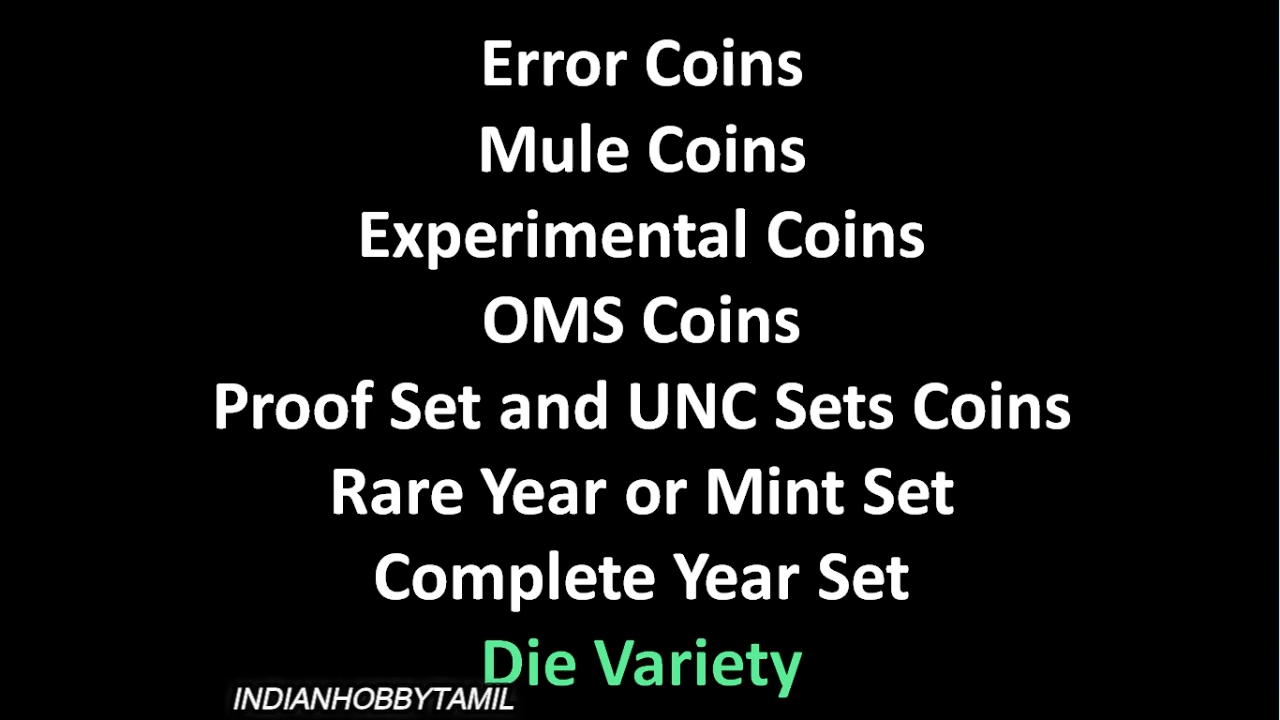 Error Coins
Mule Coins
Experimental Coins
OMS Coins
Proof Set and UNC Sets Coins
Rare Year or Mint Set
Complete Year Set
Die Variety
INDIANHOBBYTAMIL